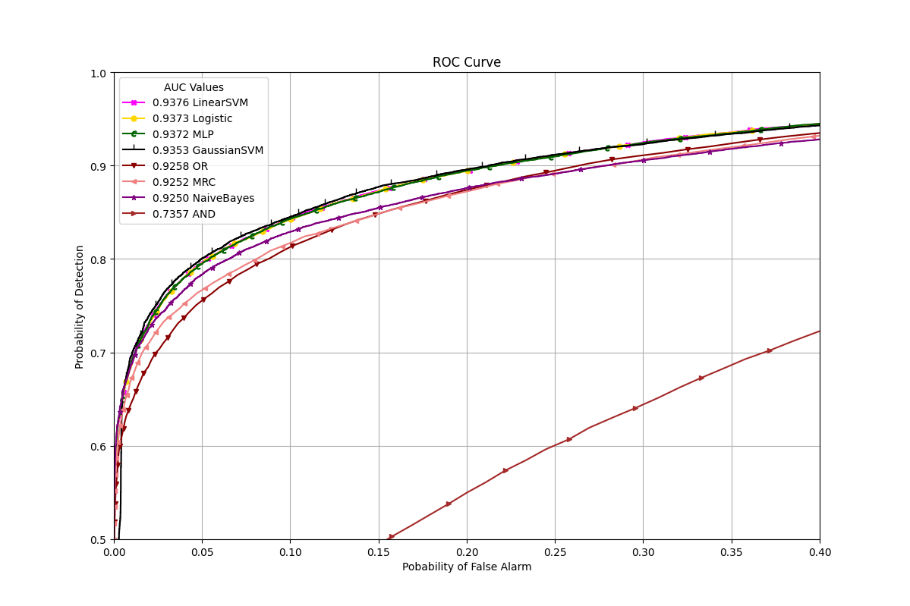 ROC Curve
AUC Values
0.9376 LinearSVM
0.9373 Logistic
0.9372 MLP
0.9353 GaussianSVM
0.9258 OR
0.9252 MRC
0.9250 NaiveBayes
0.7357 AND
Probability of Detection
1.0
0.9
0.8
0.7
0.6
0.5
0.00 0.05 0.10 0.15 0.20 0.25 0.30 0.35 0.40
Pobability of False Alarm